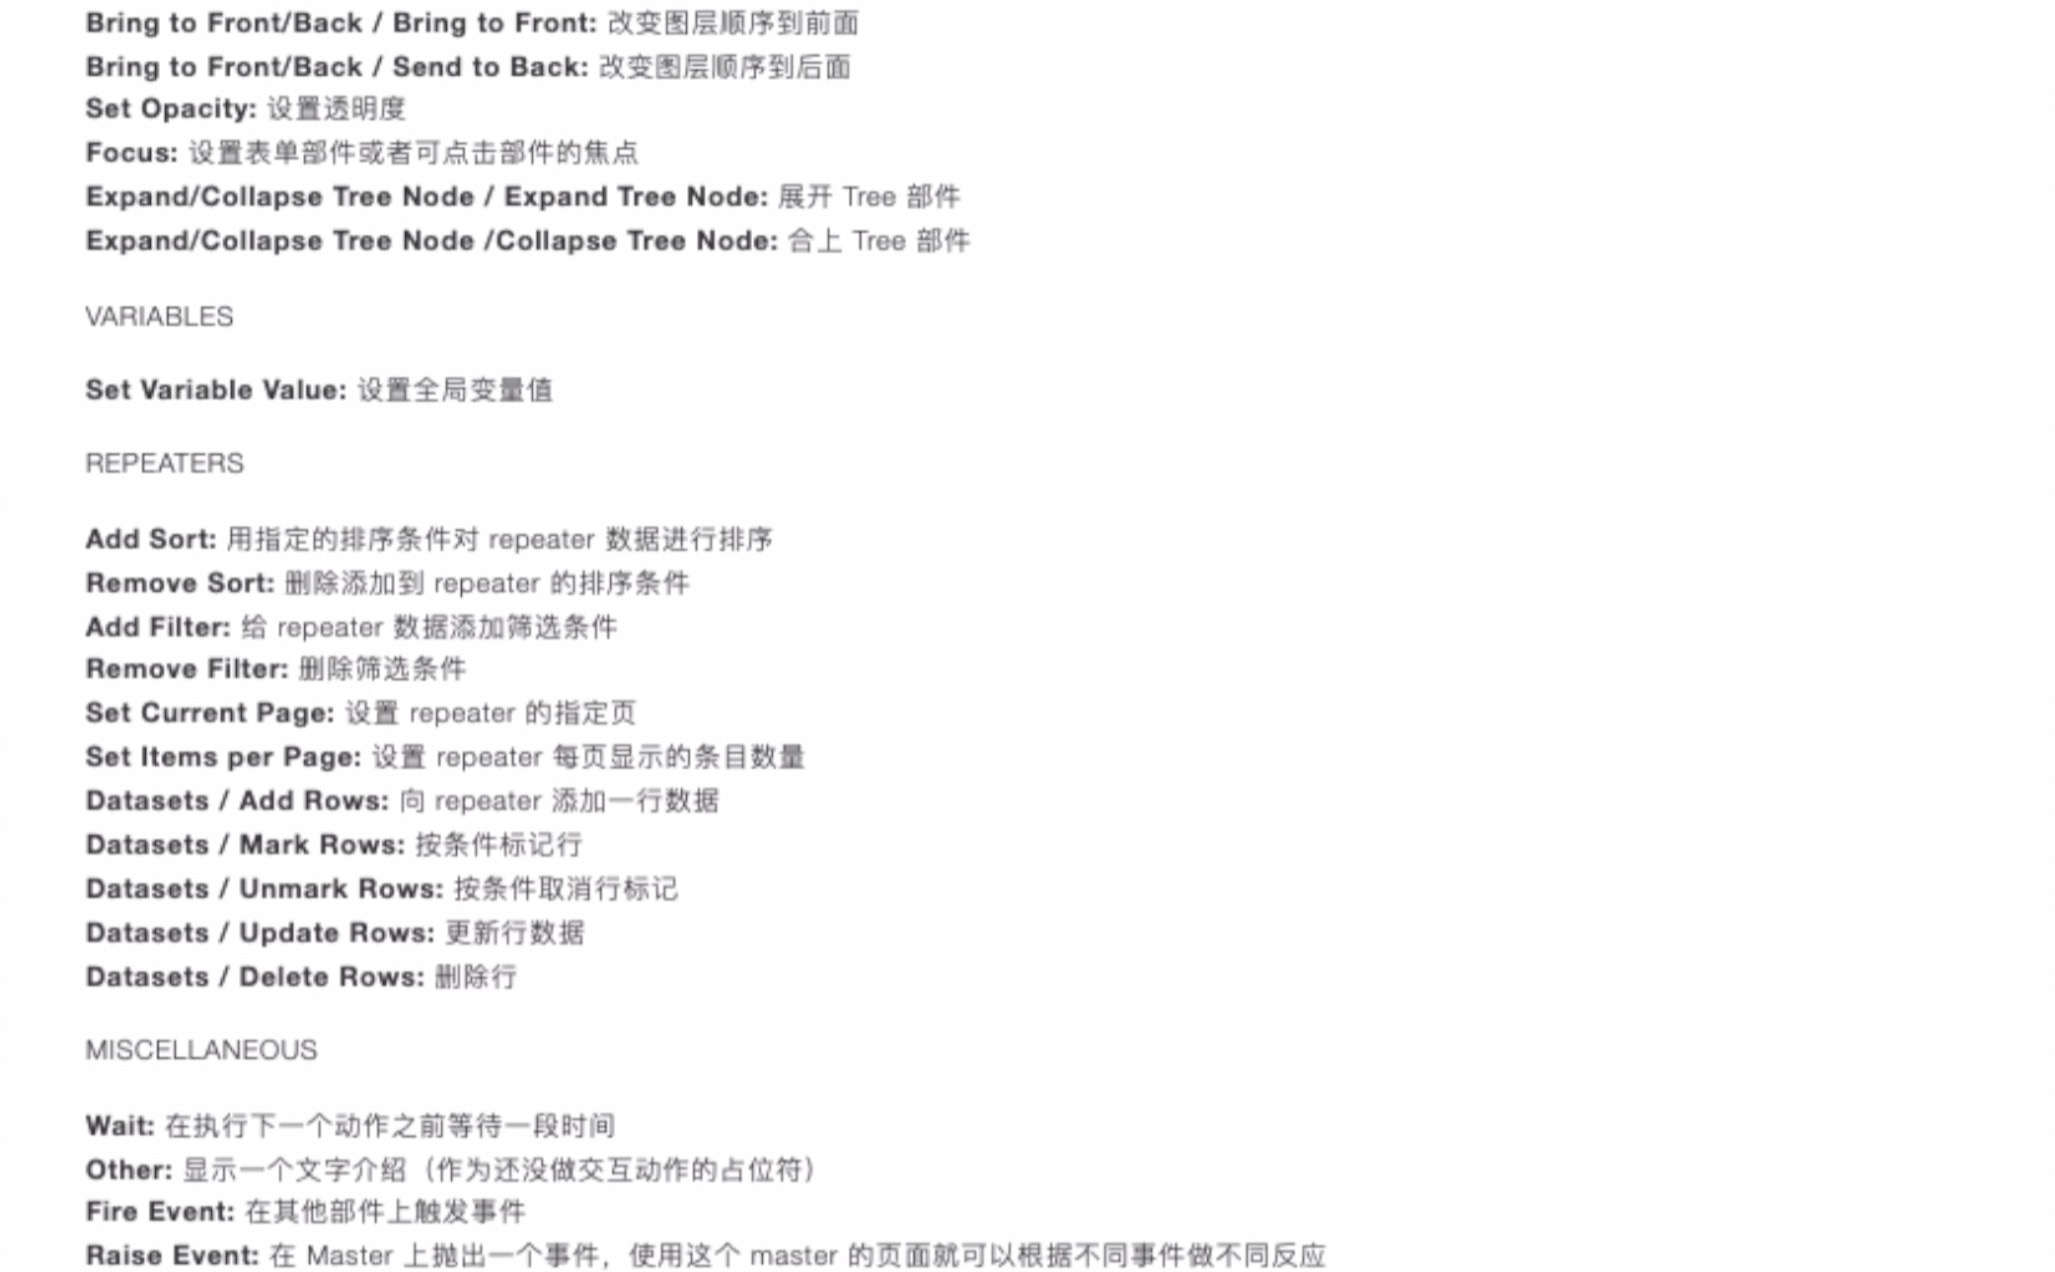 Bring to Front/Back / Bring to Front: 改变图层顺序到前面
Bring to Front/Back / Send to Back: 改变图层顺序到后面
Set Opacity: 设置透明度
Focus: 设置表单部件或者可点击部件的焦点
Expand/Collapse Tree Node / Expand Tree Node: 展开 Tree 部件
Expand/Collapse Tree Node /Collapse Tree Node: 合上 Tree 部件
VARIABLES
Set Variable Value: 设置全局变量值
REPEATERS
Add Sort: 用指定的排序条件对 repeater 数据进行排序
Remove Sort: 删除添加到 repeater 的排序条件
Add Filter: 给 repeater 数据添加筛选条件
Remove Filter: 删除筛选条件
Set Current Page: 设置 repeater 的指定页
Set Items per Page: 设置 repeater 每页显示的条目数量
Datasets / Add Rows: 向 repeater 添加一行数据
Datasets / Mark Rows: 按条件标记行
Datasets / Unmark Rows: 按条件取消行标记
Datasets / Update Rows: 更新行数据
Datasets / Delete Rows: 删除行
MISCELLANEOUS
Wait: 在执行下一个动作之前等待一段时间
Other: 显示一个文字介绍（作为还没做交互动作的占位符）
Fire Event: 在其他部件上触发事件
Raise Event: 在 Master 上抛出一个事件，使用这个 master 的页面就可以根据不同事件做不同反应